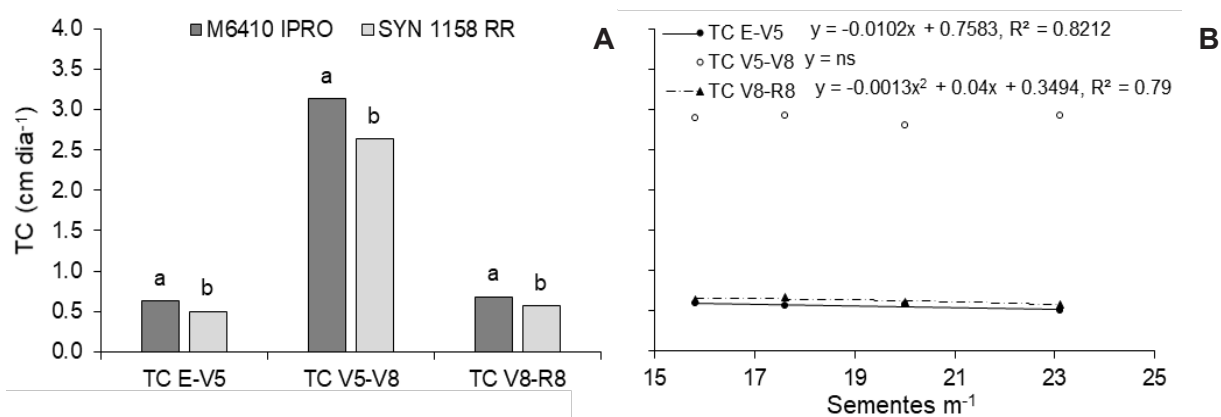 M6410 IPRO SYN 1158 RR
A
TC (cm dia⁻¹)
4.0
3.5
3.0
2.5
2.0
1.5
1.0
0.5
0.0
a
b
a
b
a
b
TC E-V5 TC V5-V8 TC V8-R8
B
TC E-V5 y = -0.0102x + 0.7583, R² = 0.8212
TC V5-V8 y = ns
TC V8-R8 y = -0.0013x² + 0.04x + 0.3494, R² = 0.79
15 17 19 21 23 25
Sementes m⁻¹